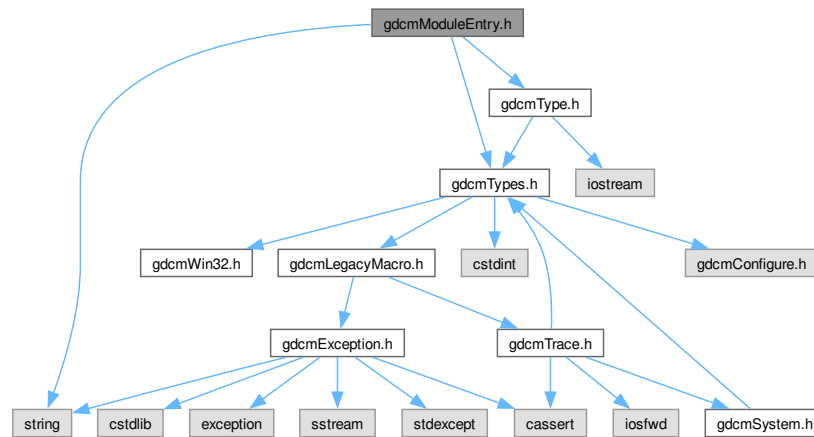 gdcmModuleEntry.h
gdcmType.h
gdcmTypes.h
iostream
gdcmWin32.h
gdcmLegacyMacro.h
cstdint
gdcmConfigure.h
gdcmException.h
gdcmTrace.h
string
cstdlib
exception
sstream
stdexcept
cassert
iosfwd
gdcmSystem.h